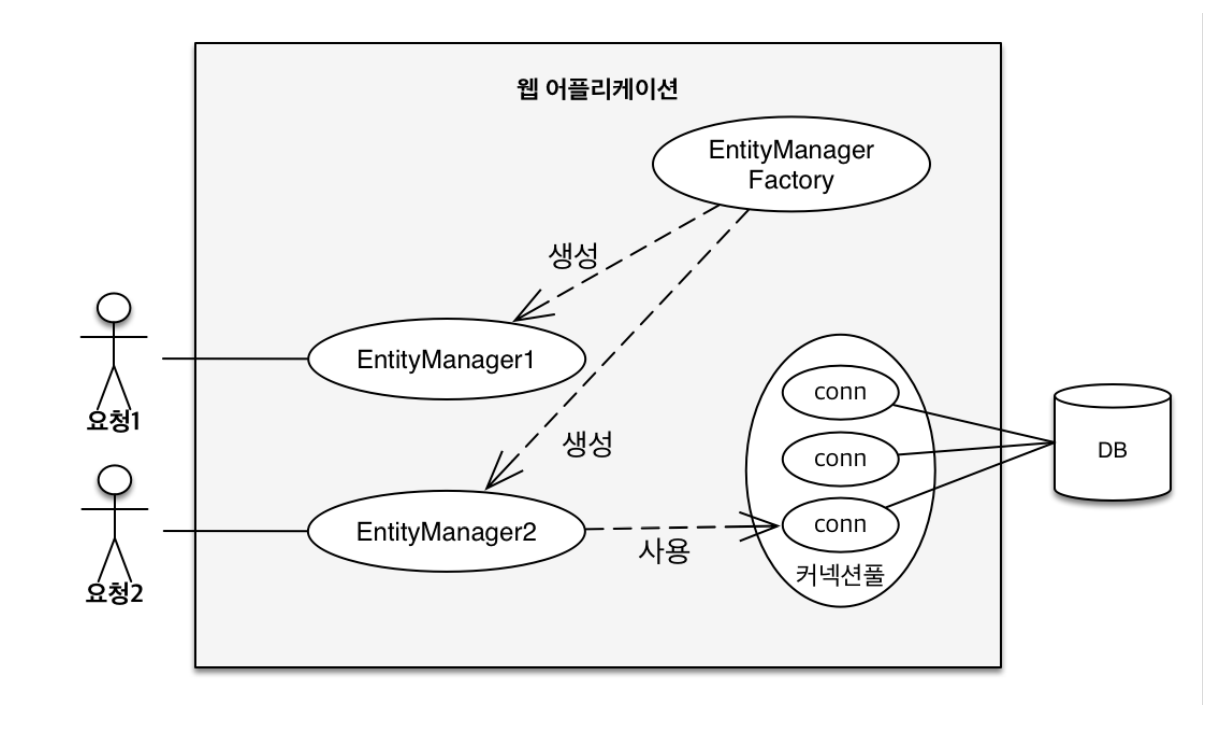 웹 어플리케이션
EntityManager
Factory
생성
EntityManager1
요청1
conn
conn
conn
커넥션풀
DB
생성
EntityManager2
사용
요청2